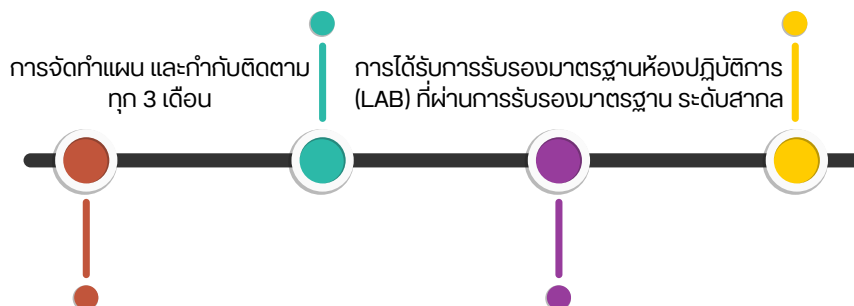 การจัดทำแผน และกำกับติดตาม
ทุก 3 เดือน
การได้รับการรับรองมาตรฐานห้องปฏิบัติการ
(LAB) ที่ผ่านการรับรองมาตรฐาน ระดับสากล